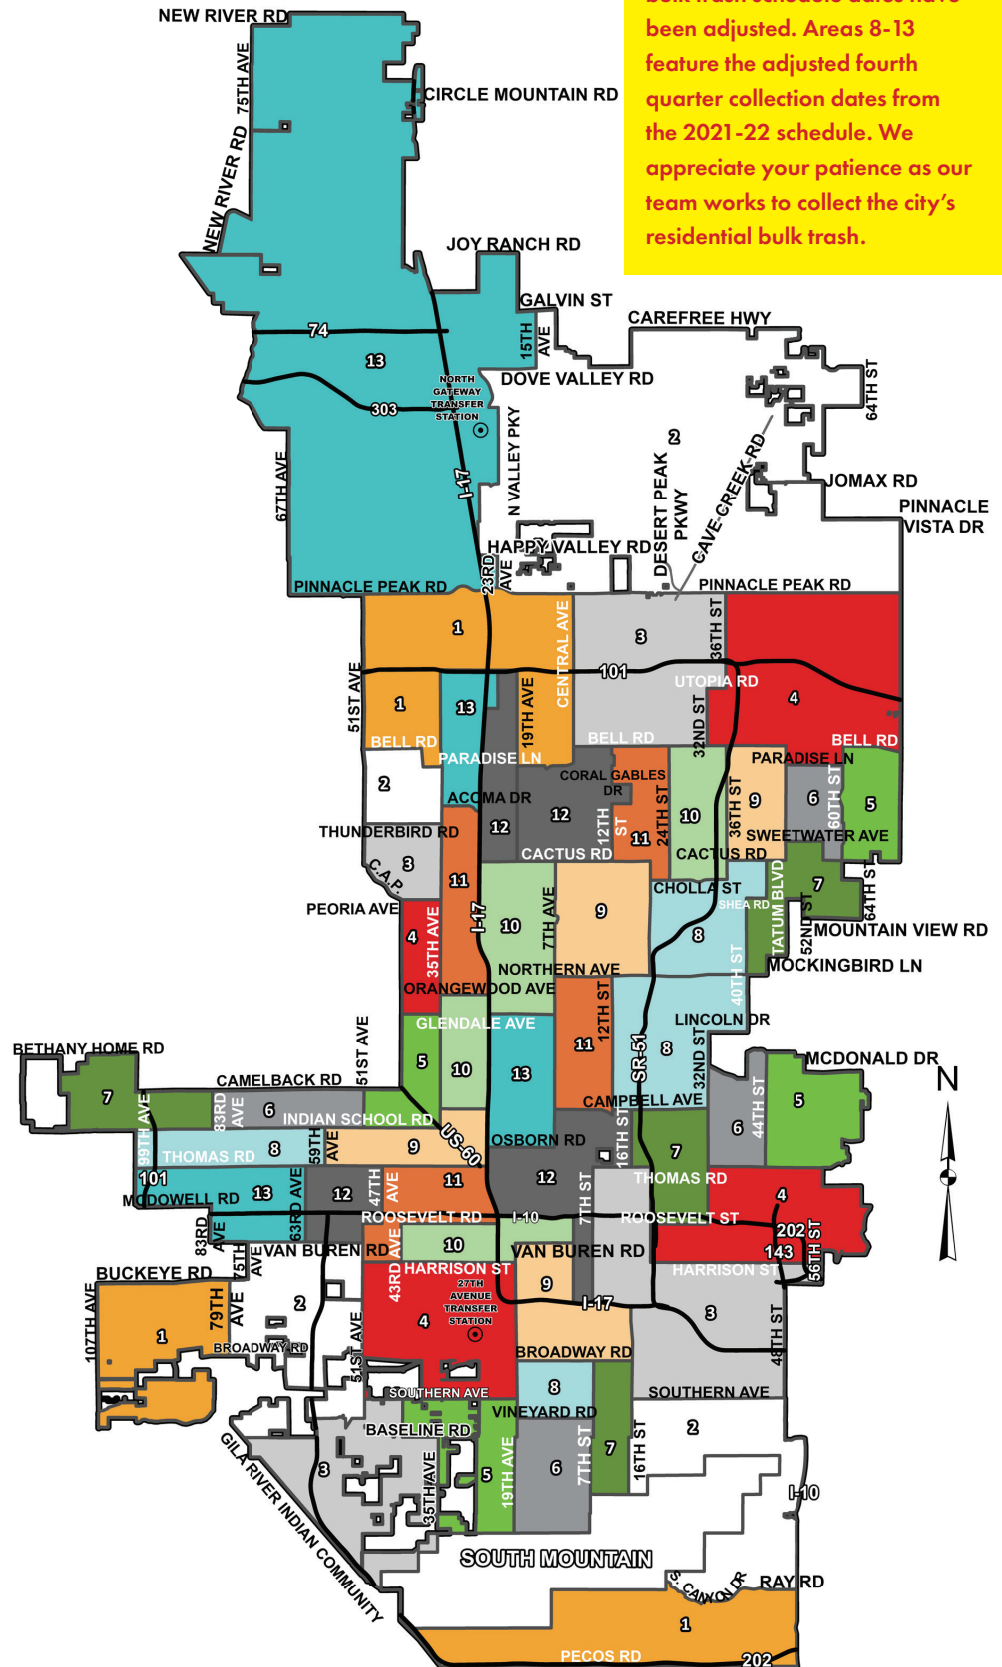 bulk trash schedule dates have
been adjusted. Areas 8-13
feature the adjusted fourth
quarter collection dates from
the 2021-22 schedule. We
appreciate your patience as our
team works to collect the city's
residential bulk trash.
NEW RIVER RD
75TH AVE
CIRCLE MOUNTAIN RD
NEW RIVER RD
JOY RANCH RD
GALVIN ST
CAREFREE HWY
74
15TH
AVE
13
DOVE VALLEY RD
64TH ST
NORTH
GATEWAY
TRANSFER
STATION
303
2
67TH AVE
I-17
N VALLEY PKY
DESERT PEAK
PKWY
CAVE CREEK RD
JOMAX RD
PINNACLE
VISTA DR
HAPPY VALLEY RD
23RD
AVE
PINNACLE PEAK RD
PINNACLE PEAK RD
1
3
36TH ST
CENTRAL AVE
51ST AVE
101
UTOPIA RD
4
1
13
19TH AVE
32ND ST
BELL RD
BELL RD
BELL RD
PARADISE LN
PARADISE LN
2
ACOMA DR
CORAL GABLES
DR
12
12
12TH
ST
24TH ST
11
10
36TH ST
9
6
60TH ST
5
THUNDERBIRD RD
SWEETWATER AVE
CACTUS RD
CACTUS RD
3
C.A.P.
11
CHOLLA ST
TATUM BLVD
7
64TH ST
PEORIA AVE
SHEA RD
4
35TH AVE
I-17
10
7TH AVE
9
8
52ND ST
MOUNTAIN VIEW RD
NORTHERN AVE
40TH ST
MOCKINGBIRD LN
ORANGEWOOD AVE
GLENDALE AVE
12TH ST
LINCOLN DR
BETHANY HOME RD
51ST AVE
5
10
13
11
SR-51
8
32ND ST
MCDONALD DR
N
7
CAMELBACK RD
CAMPBELL AVE
5
99TH AVE
83RD
AVE
6
INDIAN SCHOOL RD
US-60
OSBORN RD
16TH ST
6
44TH ST
8
59TH
AVE
9
7
THOMAS RD
THOMAS RD
101
MCDOWELL RD
13
63RD AVE
12
47TH
AVE
11
12
7TH ST
4
ROOSEVELT RD
I-10
ROOSEVELT ST
202
83RD
AVE
75TH
AVE
VAN BUREN RD
43RD AVE
10
VAN BUREN RD
143
56TH ST
BUCKEYE RD
HARRISON ST
HARRISON ST
107TH AVE
79TH
AVE
2
27TH
AVENUE
TRANSFER
STATION
9
I-17
3
1
4
48TH ST
BROADWAY RD
51ST AVE
BROADWAY RD
8
SOUTHERN AVE
SOUTHERN AVE
VINEYARD RD
BASELINE RD
2
GILA RIVER INDIAN COMMUNITY
3
35TH AVE
5
19TH AVE
6
7TH ST
7
16TH ST
I-10
SOUTH MOUNTAIN
S. CANYON DR
RAY RD
1
PECOS RD
202